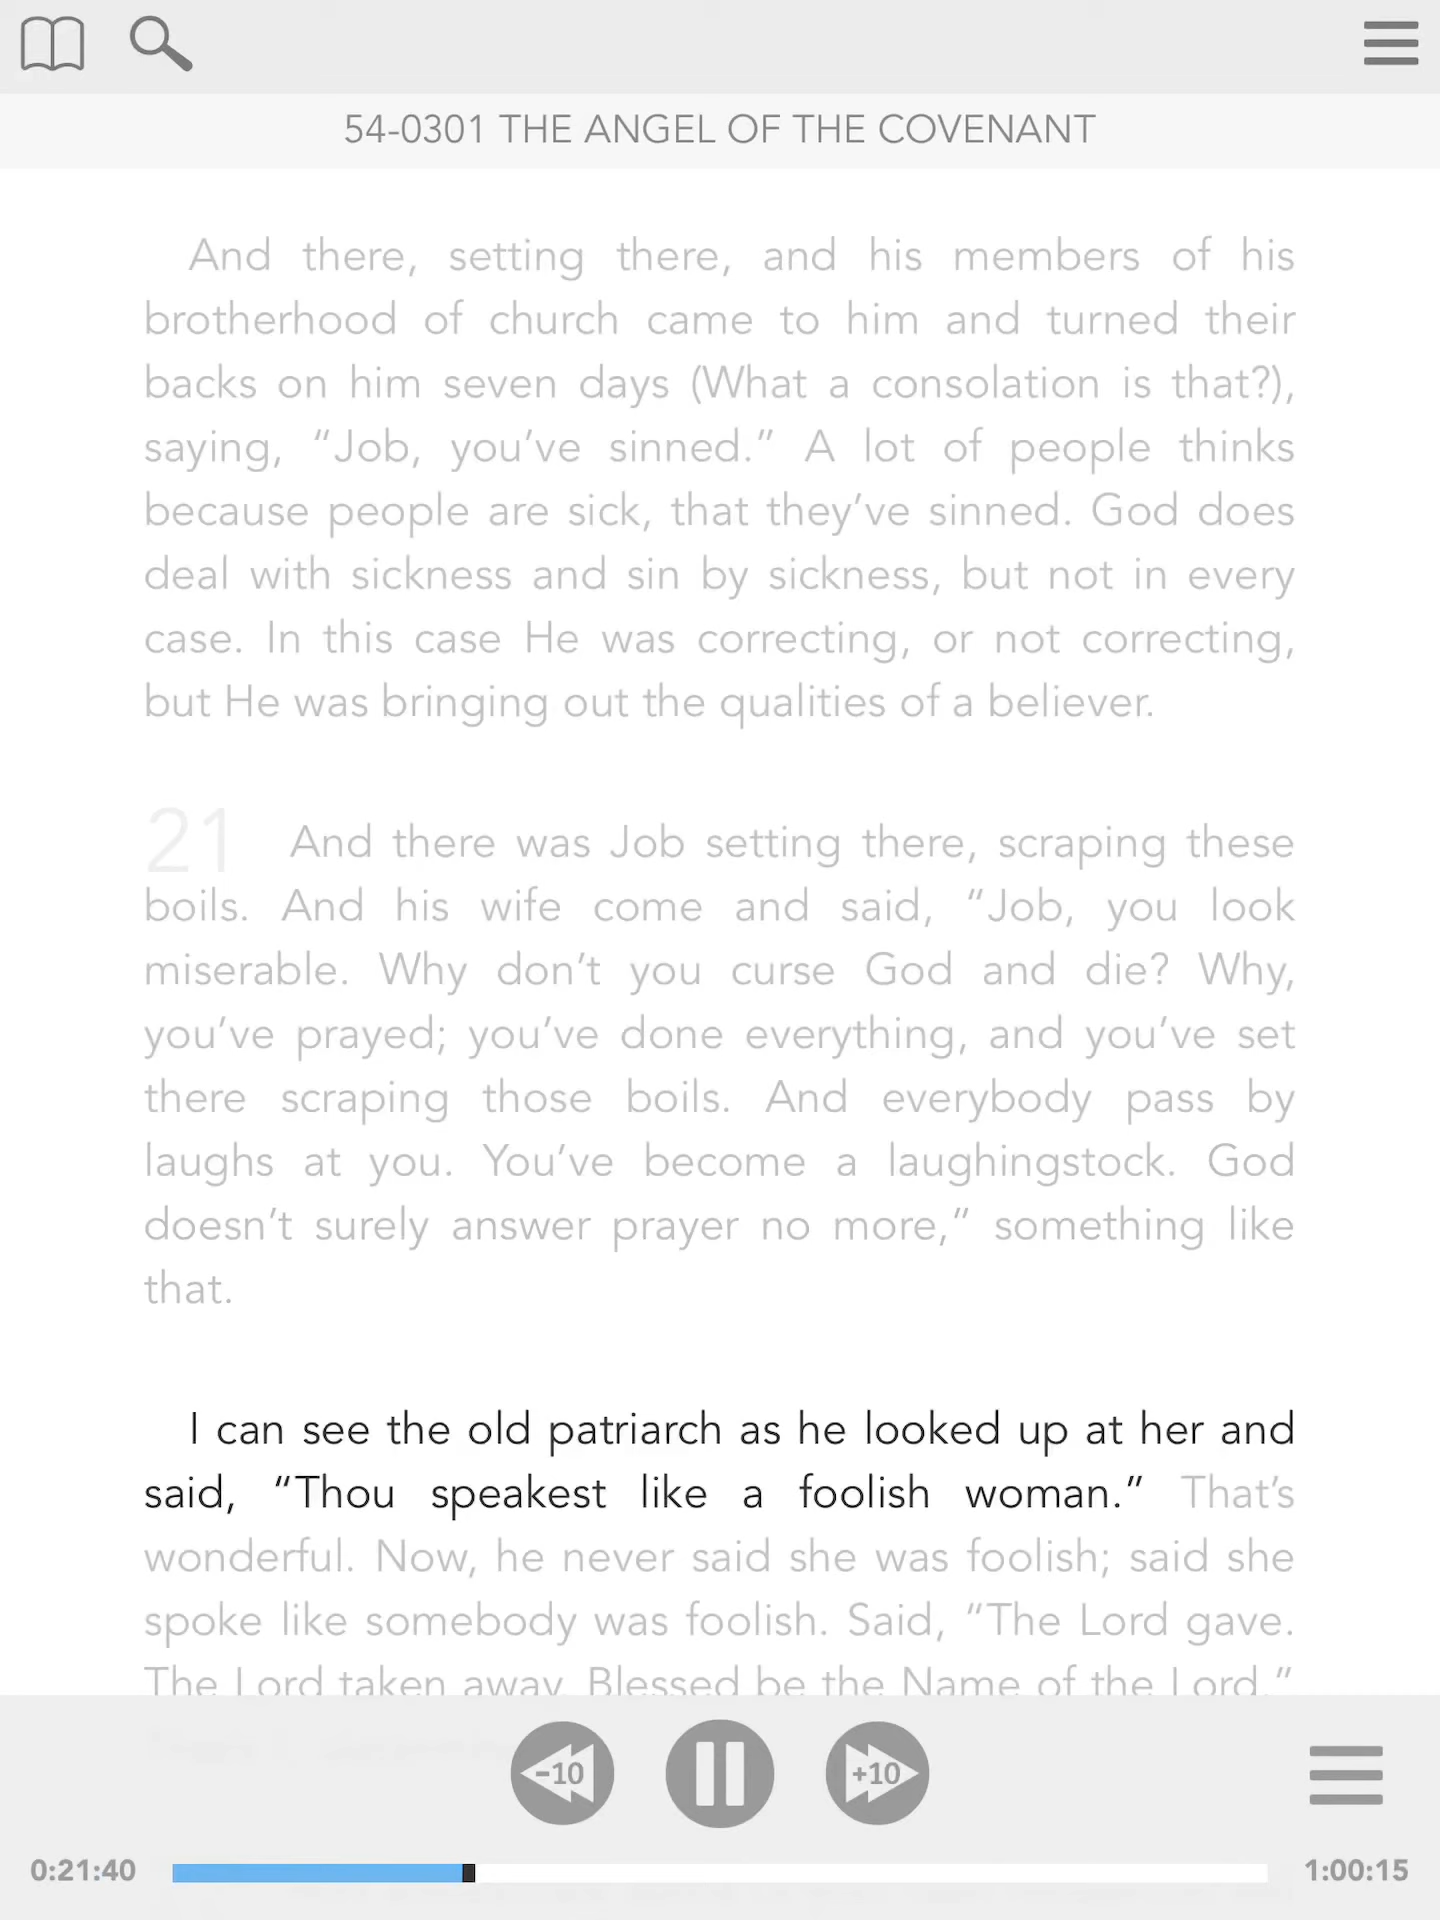 54-0301 THE ANGEL OF THE COVENANT
And there, setting there, and his members of his
brotherhood of church came to him and turned their
backs on him seven days (What a consolation is that?),
saying, “Job, you’ve sinned.” A lot of people thinks
because people are sick, that they’ve sinned. God does
deal with sickness and sin by sickness, but not in every
case. In this case He was correcting, or not correcting,
but He was bringing out the qualities of a believer.
21 And there was Job setting there, scraping these
boils. And his wife come and said, “Job, you look
miserable. Why don’t you curse God and die? Why,
you’ve prayed; you’ve done everything, and you’ve set
there scraping those boils. And everybody pass by
laughs at you. You’ve become a laughingstock. God
doesn’t surely answer prayer no more,” something like
that.
I can see the old patriarch as he looked up at her and
said, “Thou speakest like a foolish woman.” That’s
wonderful. Now, he never said she was foolish; said she
spoke like somebody was foolish. Said, “The Lord gave.
The Lord taken away. Blessed be the Name of the Lord.”
-10 +10
0:21:40 1:00:15